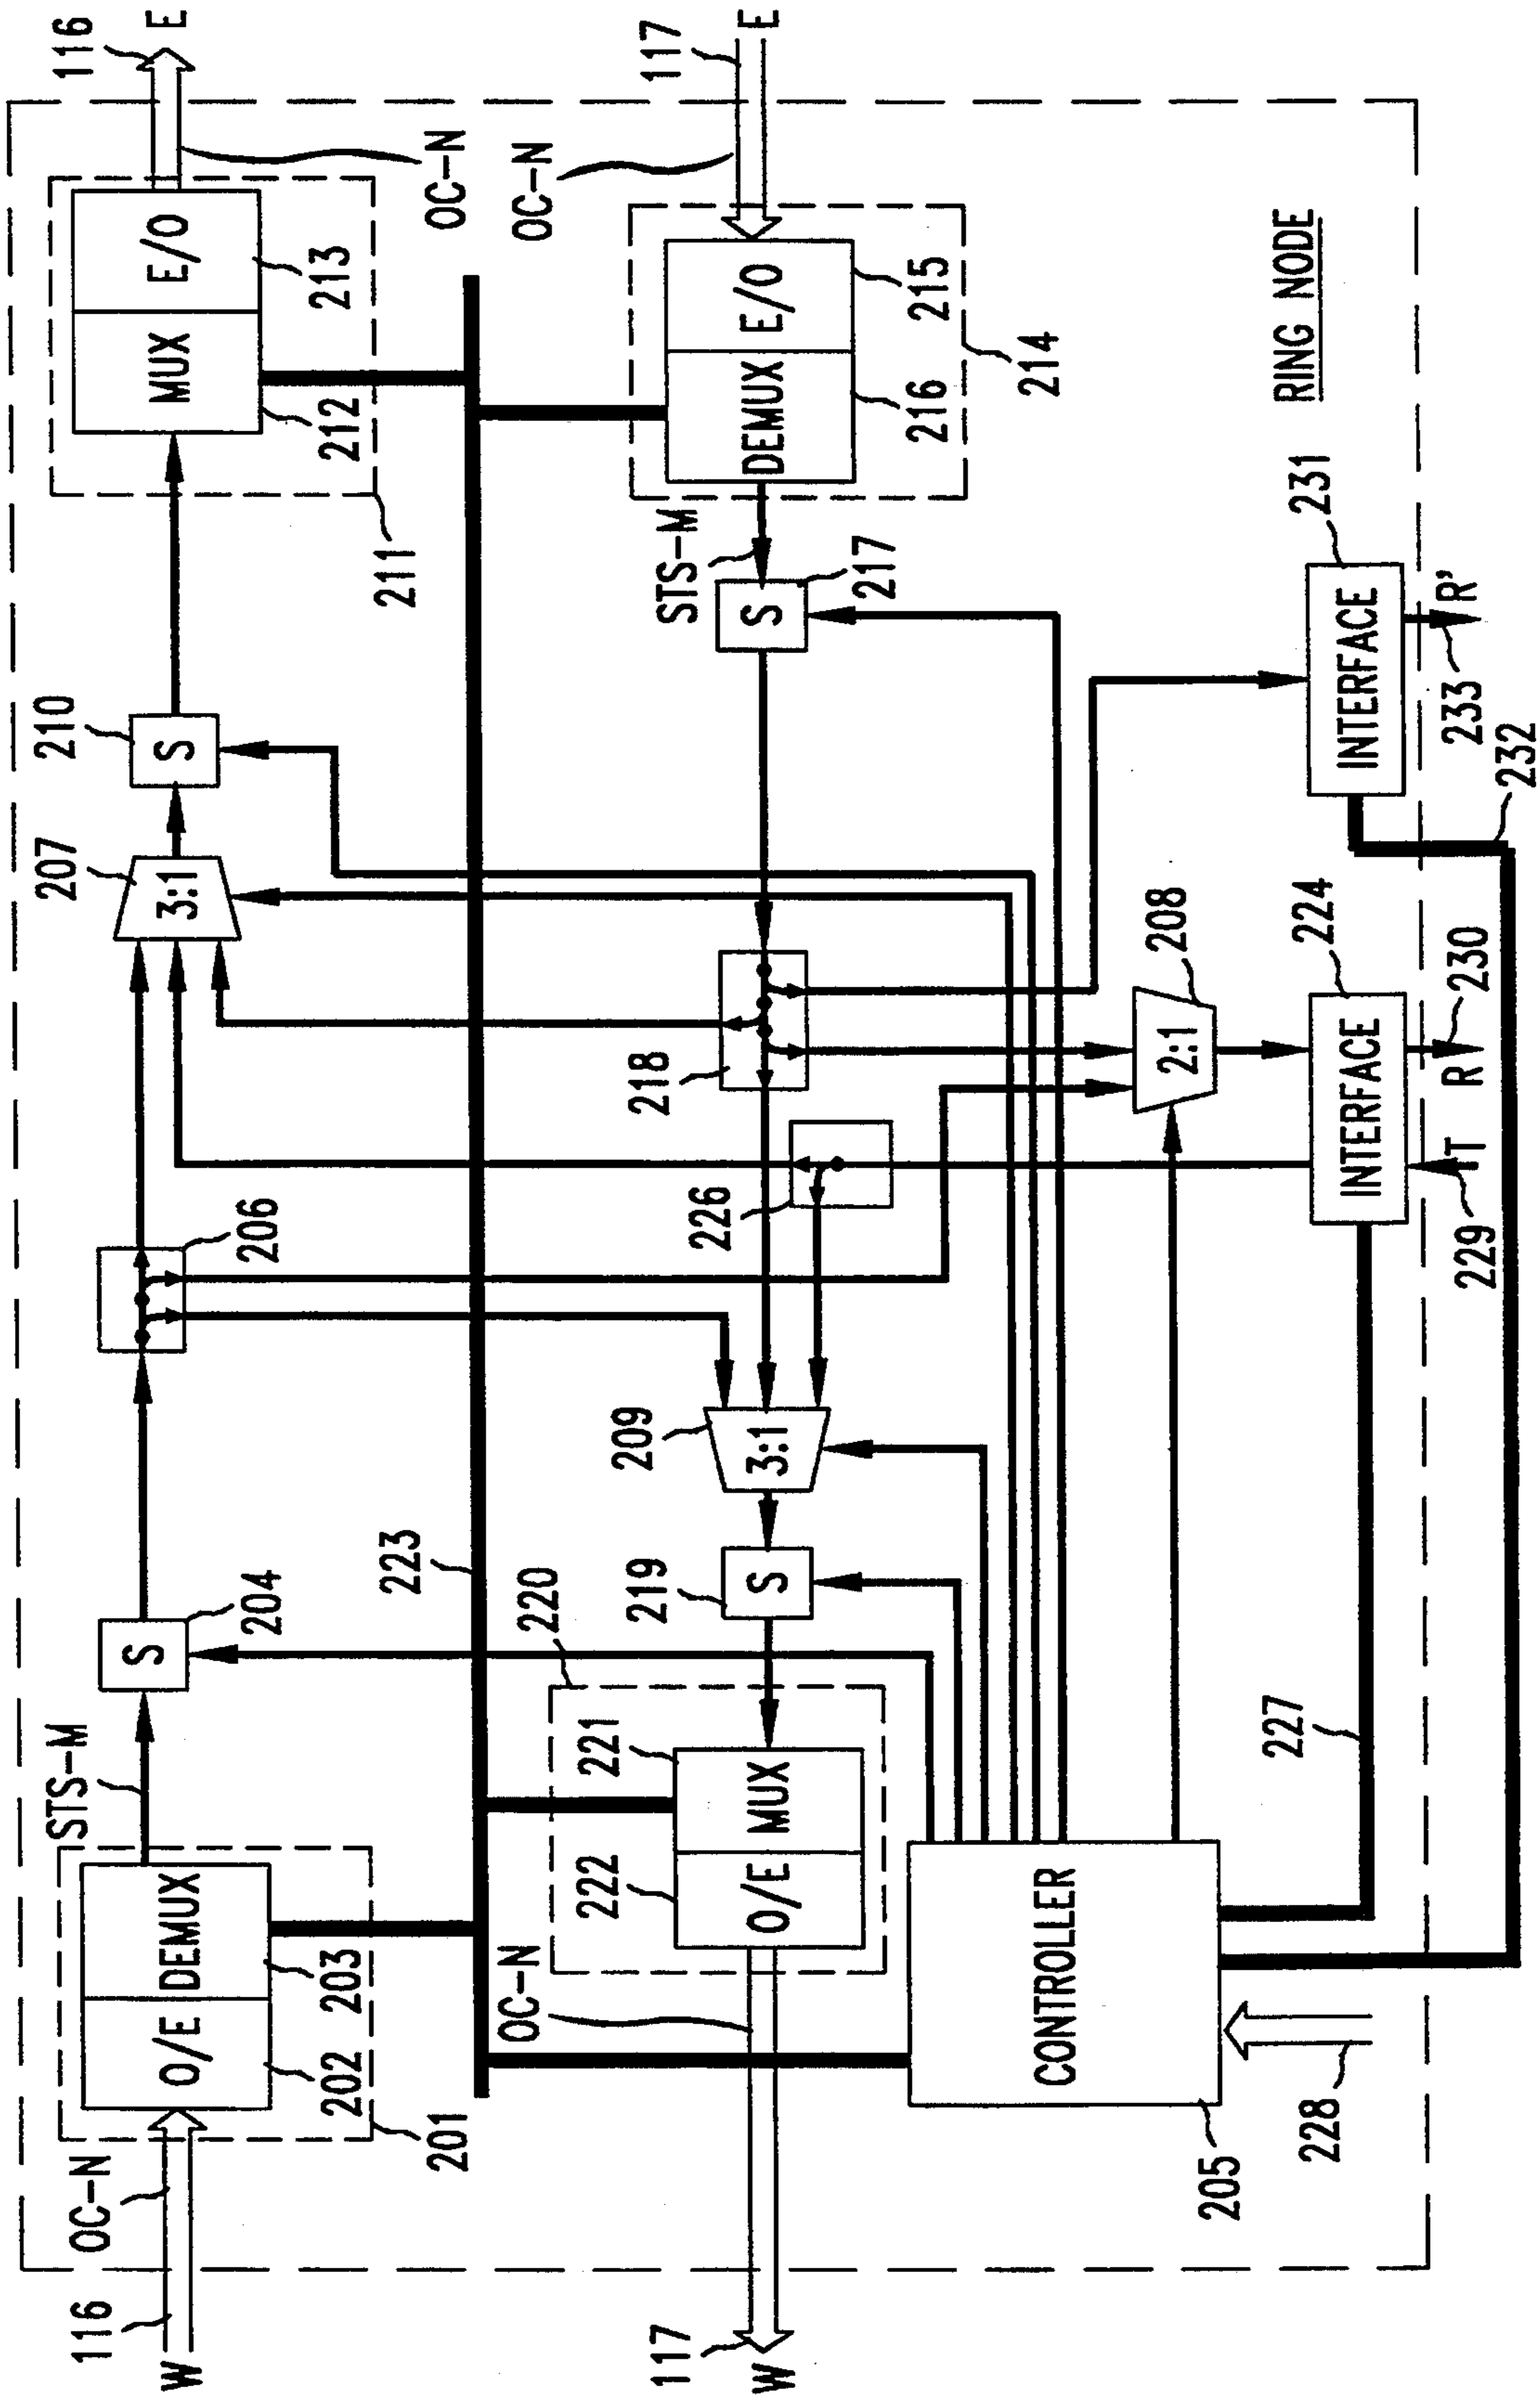 116
W
OC-N
201
O/E
DEMUX
202
203
STS-M
S
204
206
207
3:1
210
S
211
MUX
E/O
212
213
116
E
OC-N
223
117
W
OC-N
220
O/E
MUX
222
221
219
S
209
3:1
226
218
STS-M
S
217
214
DEMUX
E/O
216
215
OC-N
117
E
CONTROLLER
205
228
227
208
2:1
INTERFACE
224
229
T
R
230
INTERFACE
231
R'
233
232
RING NODE